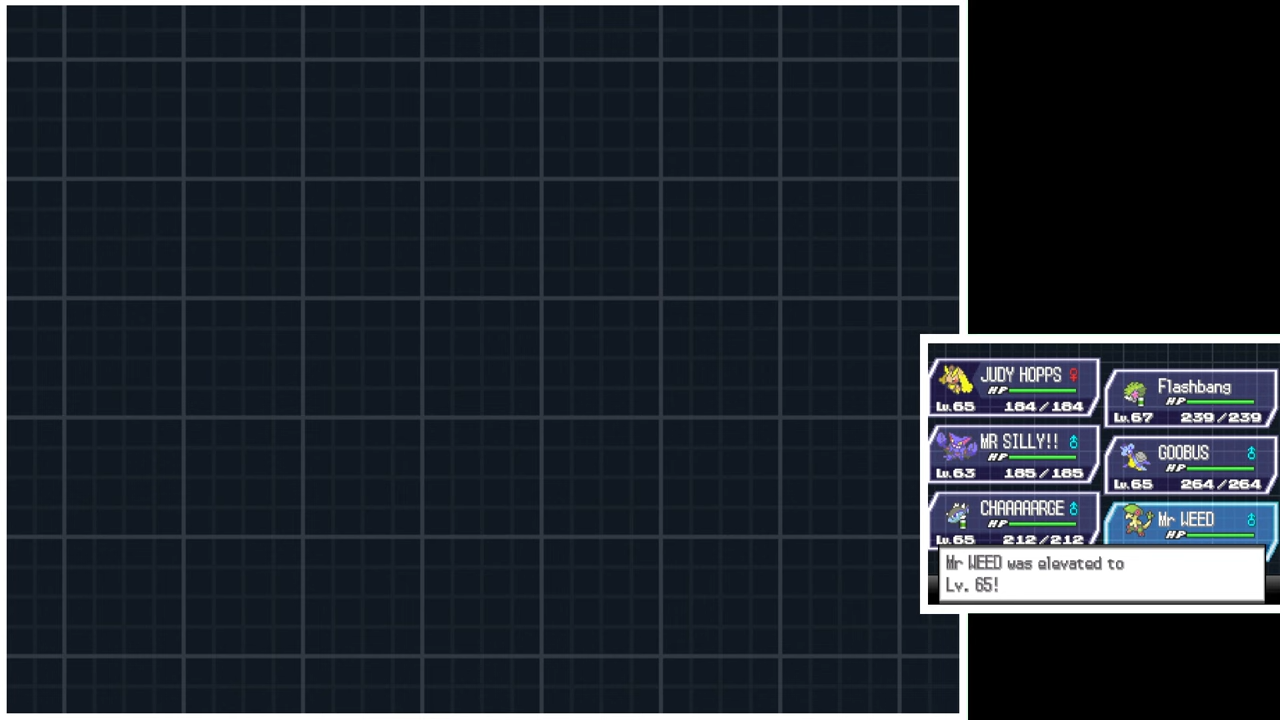 JUDY HOPPS ♀
HP
Lv.65 184/184
Flashbang
HP
Lv.67 239/239
MR SILLY!! ♂
HP
Lv.63 185/185
GOOBUS ♂
HP
Lv.65 264/264
CHAAAAARGE ♂
HP
Lv.65 212/212
Mr WEED ♂
HP
Mr WEED was elevated to
Lv. 65!